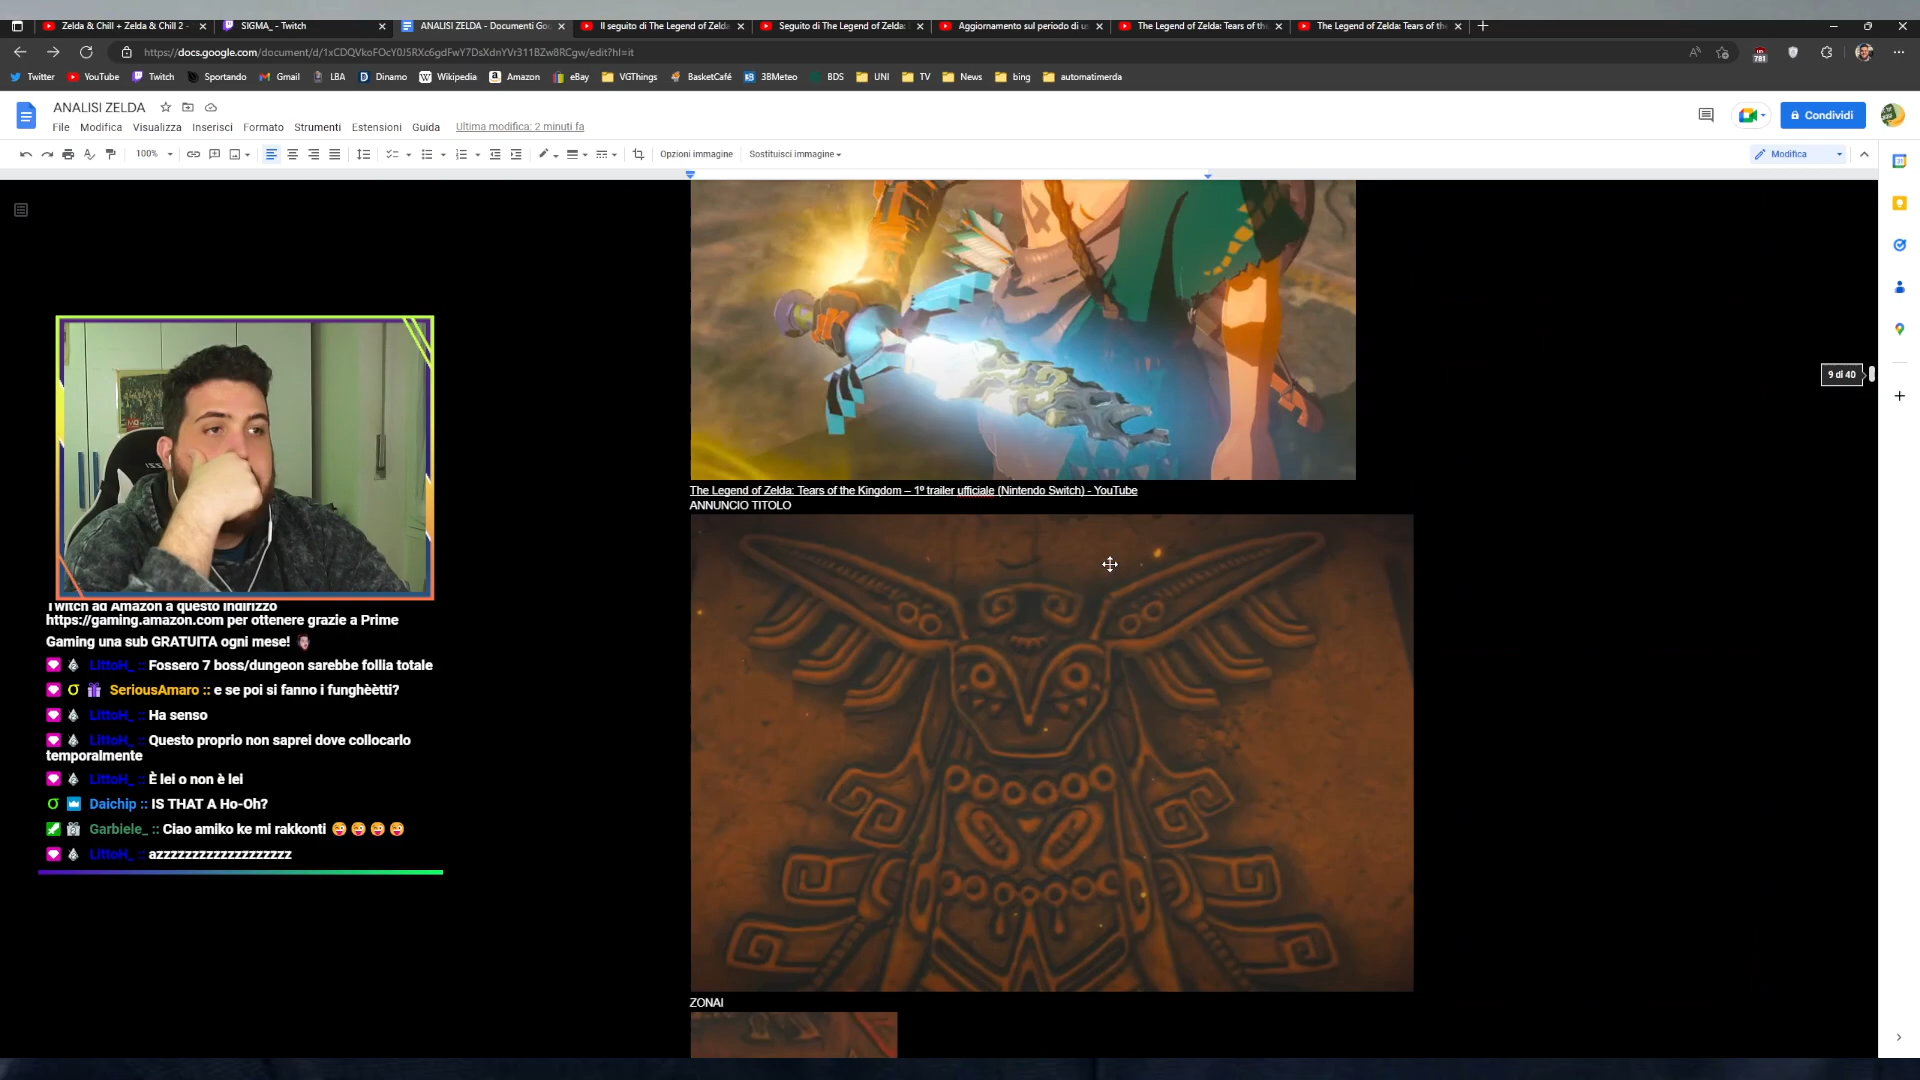 Zelda & Chill + Zelda & Chill 2 -
SIGMA_ - Twitch
ANALISI ZELDA - Documenti Goo
Il seguito di The Legend of Zelda
Seguito di The Legend of Zelda:
Aggiornamento sul periodo di us
The Legend of Zelda: Tears of the
The Legend of Zelda: Tears of the
https://docs.google.com/document/d/1xCDQVkoFOcY0J5RXc6gdFwY7DsXdnYVr311BZw8RCgw/edit?hl=it
781
Twitter
YouTube
Twitch
Sportando
Gmail
LBA
Dinamo
Wikipedia
Amazon
eBay
VGThings
BasketCafé
3BMeteo
BDS
UNI
TV
News
bing
automatimerda
ANALISI ZELDA
File Modifica Visualizza Inserisci Formato Strumenti Estensioni Guida Ultima modifica: 2 minuti fa
Condividi
100%
Opzioni immagine
Sostituisci immagine
Modifica
9 di 40
The Legend of Zelda: Tears of the Kingdom – 1º trailer ufficiale (Nintendo Switch) - YouTube
ANNUNCIO TITOLO
ZONAI
Twitch ad Amazon a questo indirizzo
https://gaming.amazon.com per ottenere grazie a Prime
Gaming una sub GRATUITA ogni mese!
LittoH_ :: Fossero 7 boss/dungeon sarebbe follia totale
SeriousAmaro :: e se poi si fanno i funghèètti?
LittoH_ :: Ha senso
LittoH_ :: Questo proprio non saprei dove collocarlo
temporalmente
LittoH_ :: È lei o non è lei
Daichip :: IS THAT A Ho-Oh?
Garbiele_ :: Ciao amiko ke mi rakkonti 😜😜😜😜
LittoH_ :: azzzzzzzzzzzzzzzzzzz